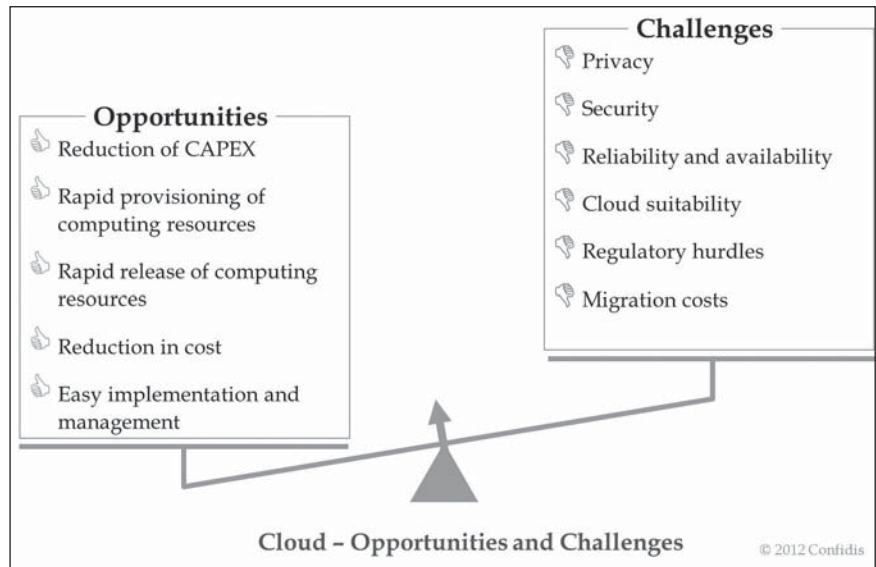 Opportunities
Reduction of CAPEX
Rapid provisioning of
computing resources
Rapid release of computing
resources
Reduction in cost
Easy implementation and
management
Challenges
Privacy
Security
Reliability and availability
Cloud suitability
Regulatory hurdles
Migration costs
Cloud – Opportunities and Challenges
© 2012 Confidis